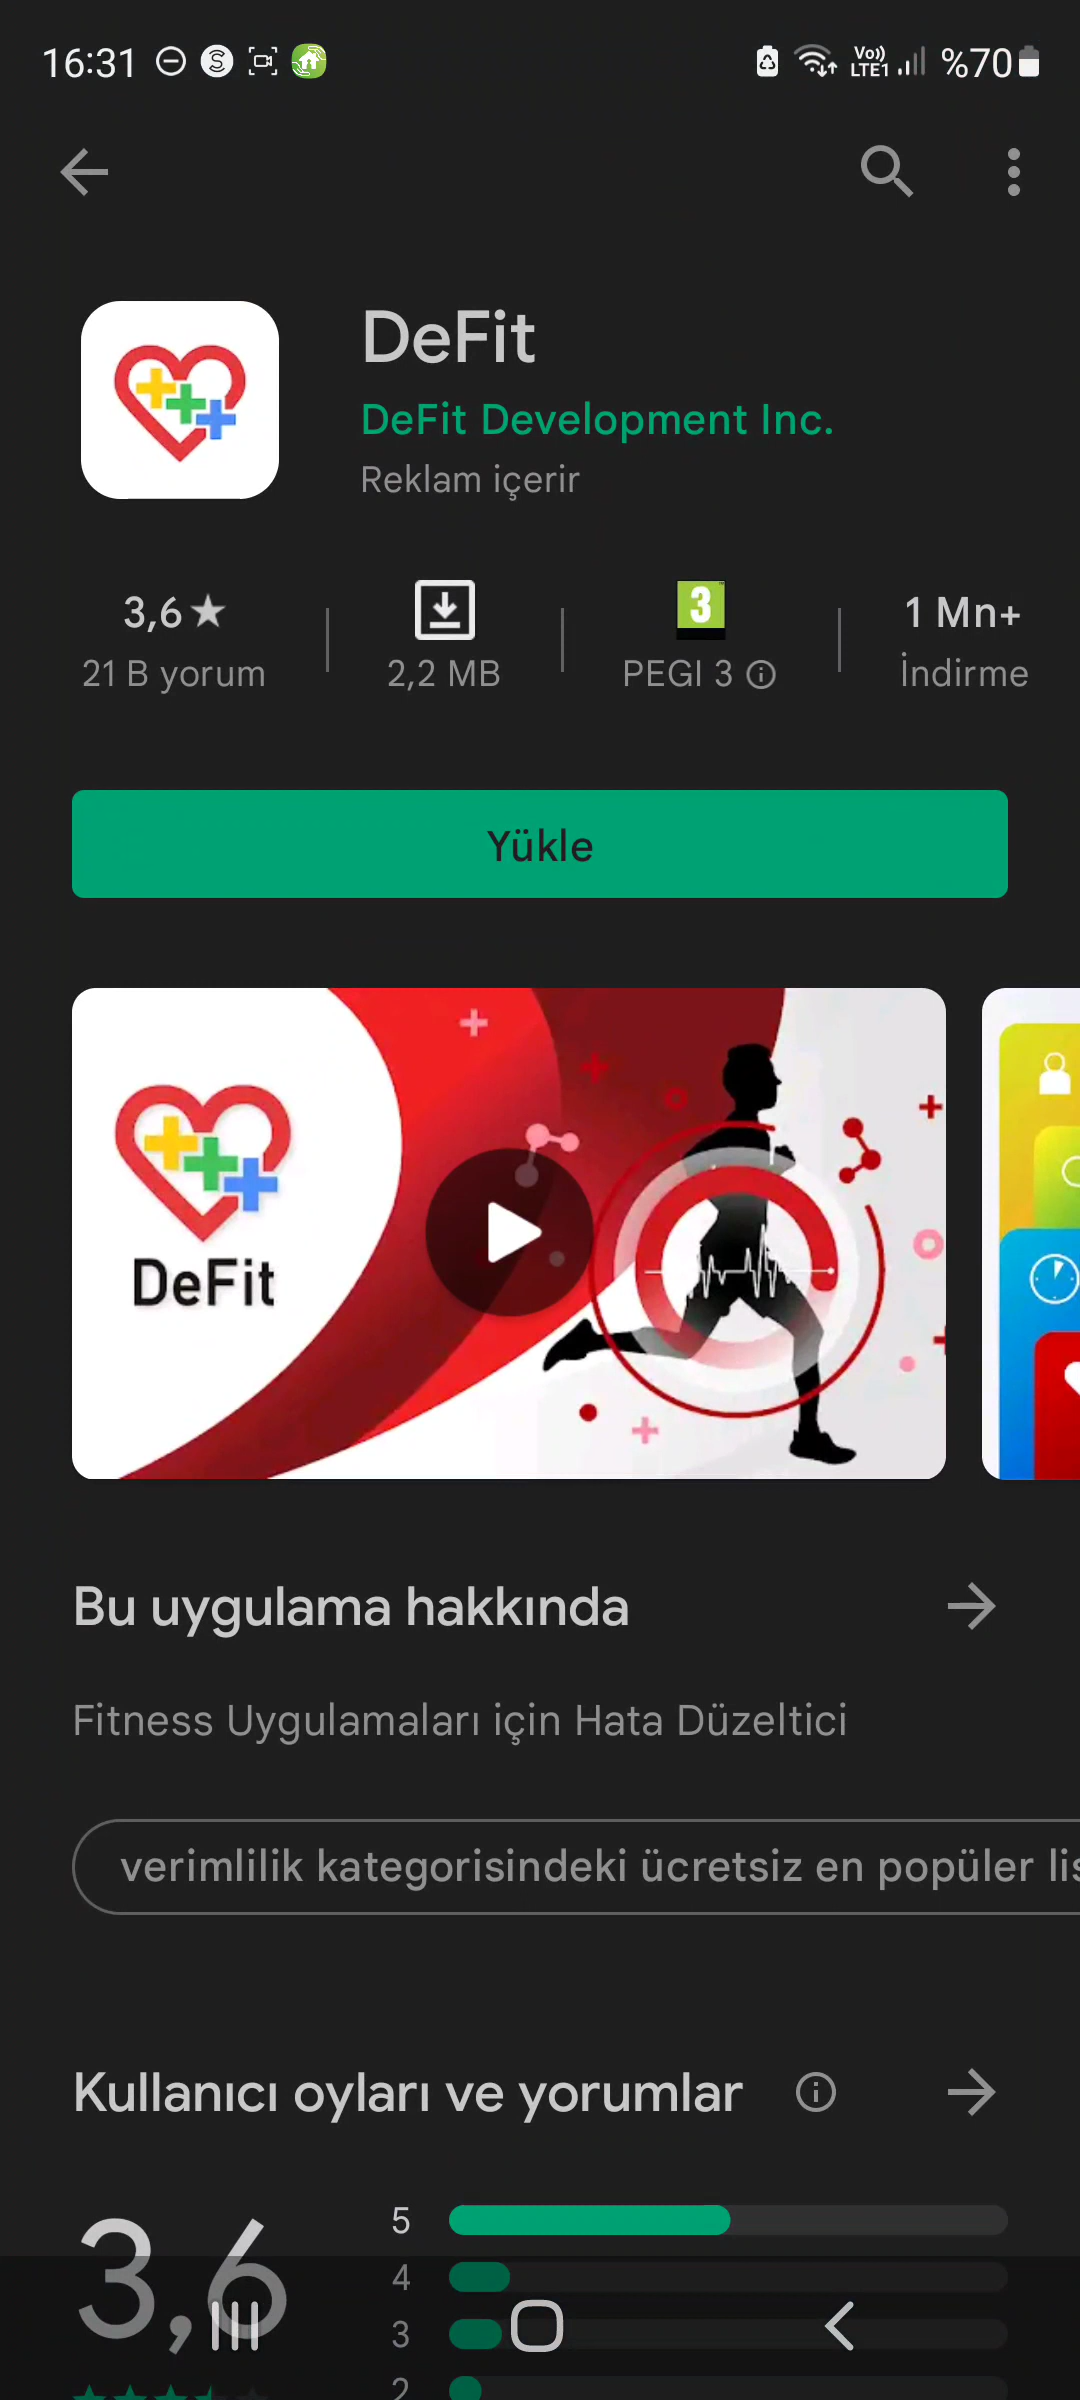 16:31
Vo))
LTE1
%70
DeFit
DeFit Development Inc.
Reklam içerir
3,6★
21 B yorum
2,2 MB
3
PEGI 3
1 Mn+
İndirme
Yükle
DeFit
Bu uygulama hakkında
Fitness Uygulamaları için Hata Düzeltici
verimlilik kategorisindeki ücretsiz en popüler lis
Kullanıcı oyları ve yorumlar
3,6
5
4
3
2